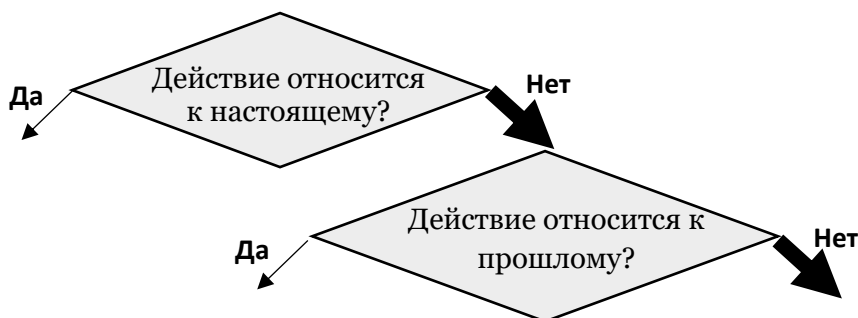 Действие относится
к настоящему?
Да
Нет
Действие относится к
прошлому?
Да
Нет